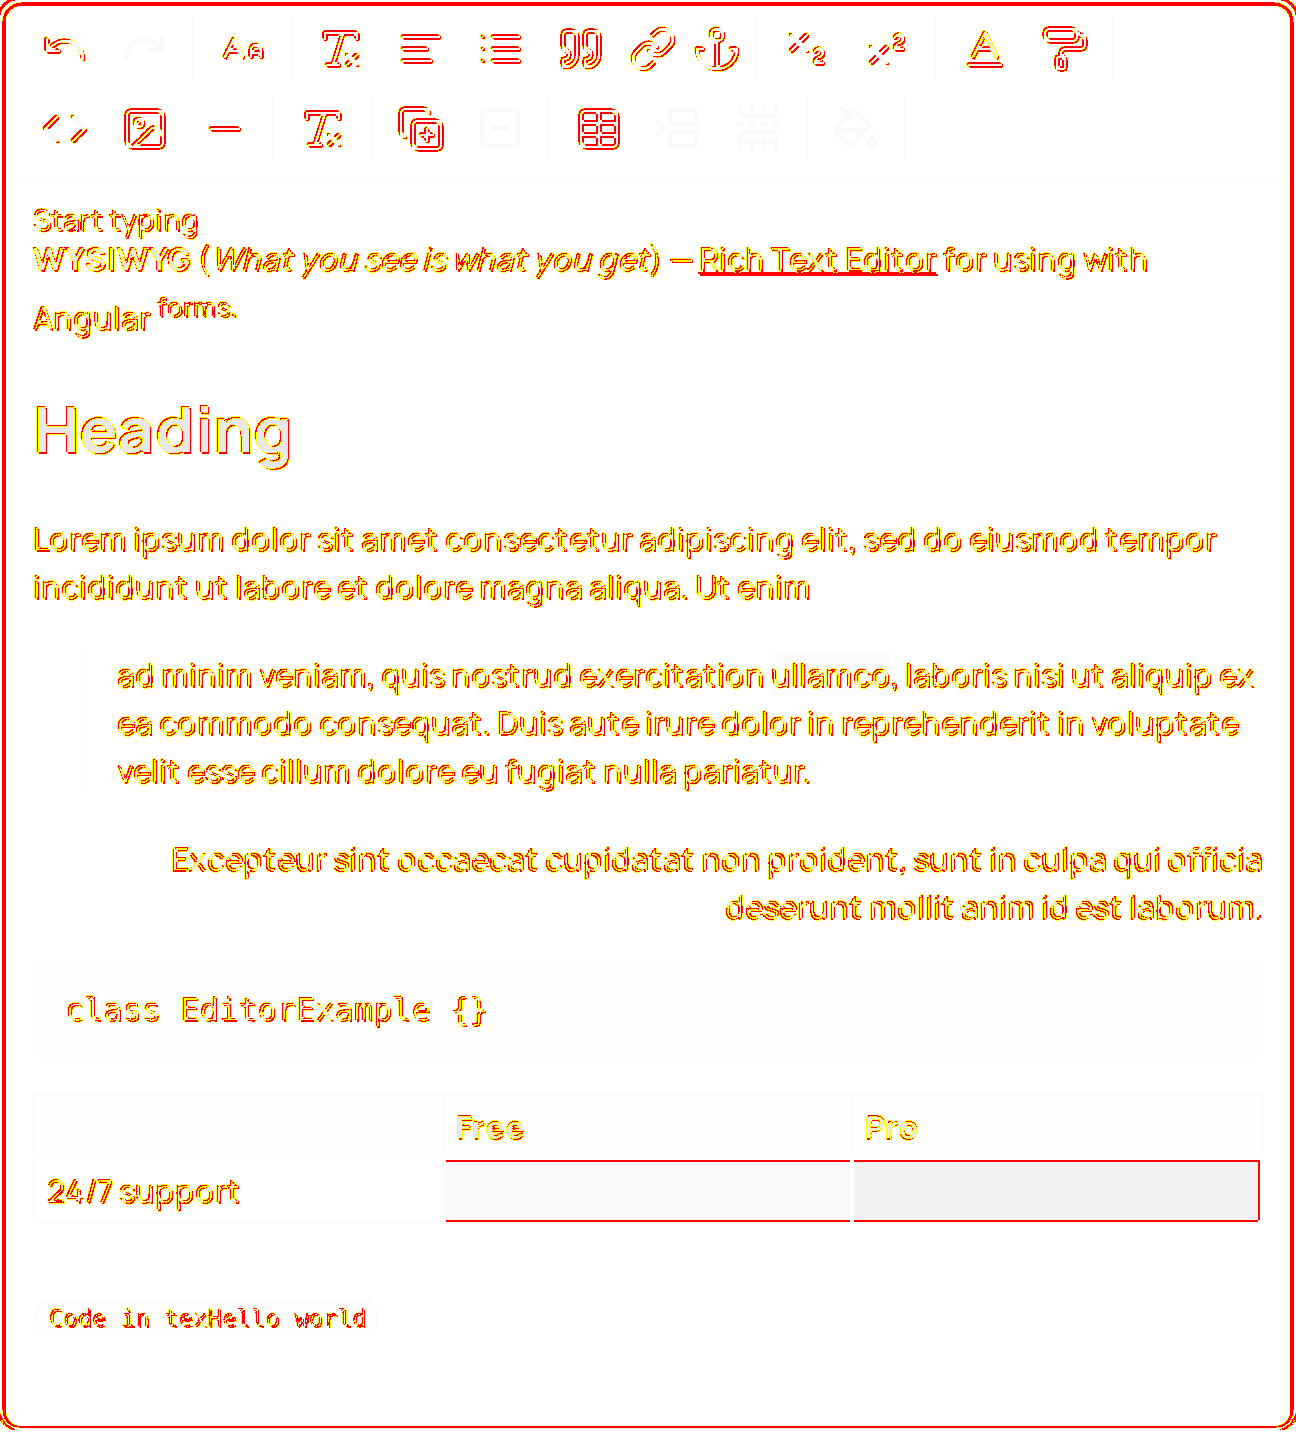 Start typing
WYSIWYG (What you see is what you get) — Rich Text Editor for using with
Angular forms.
Heading
Lorem ipsum dolor sit amet consectetur adipiscing elit, sed do eiusmod tempor
incididunt ut labore et dolore magna aliqua. Ut enim
ad minim veniam, quis nostrud exercitation ullamco, laboris nisi ut aliquip ex
ea commodo consequat. Duis aute irure dolor in reprehenderit in voluptate
velit esse cillum dolore eu fugiat nulla pariatur.
Excepteur sint occaecat cupidatat non proident, sunt in culpa qui officia
deserunt mollit anim id est laborum.
class EditorExample {}
Free Pro
24/7 support
Code in texHello world